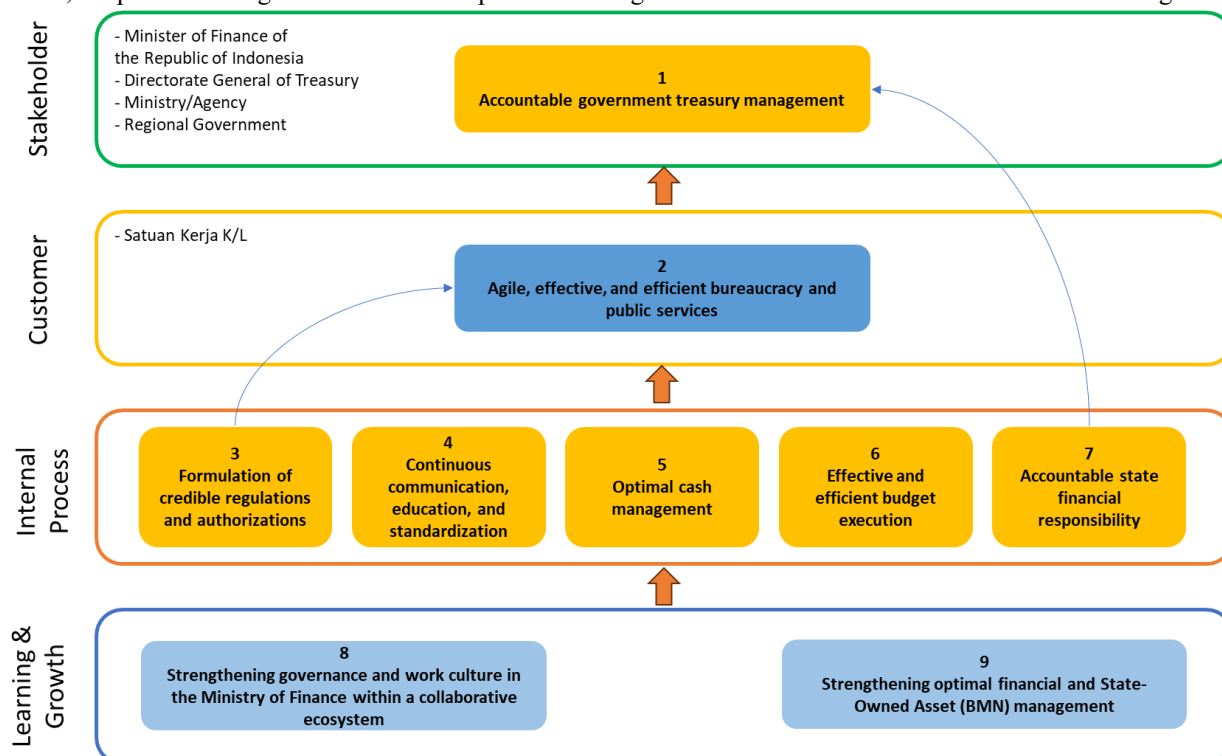 Stakeholder
- Minister of Finance of
the Republic of Indonesia
- Directorate General of Treasury
- Ministry/Agency
- Regional Government
1
Accountable government treasury management
Customer
- Satuan Kerja K/L
2
Agile, effective, and efficient bureaucracy and
public services
Internal
Process
3
Formulation of
credible regulations
and authorizations
4
Continuous
communication,
education, and
standardization
5
Optimal cash
management
6
Effective and
efficient budget
execution
7
Accountable state
financial
responsibility
Learning &
Growth
8
Strengthening governance and work culture in
the Ministry of Finance within a collaborative
ecosystem
9
Strengthening optimal financial and State-
Owned Asset (BMN) management